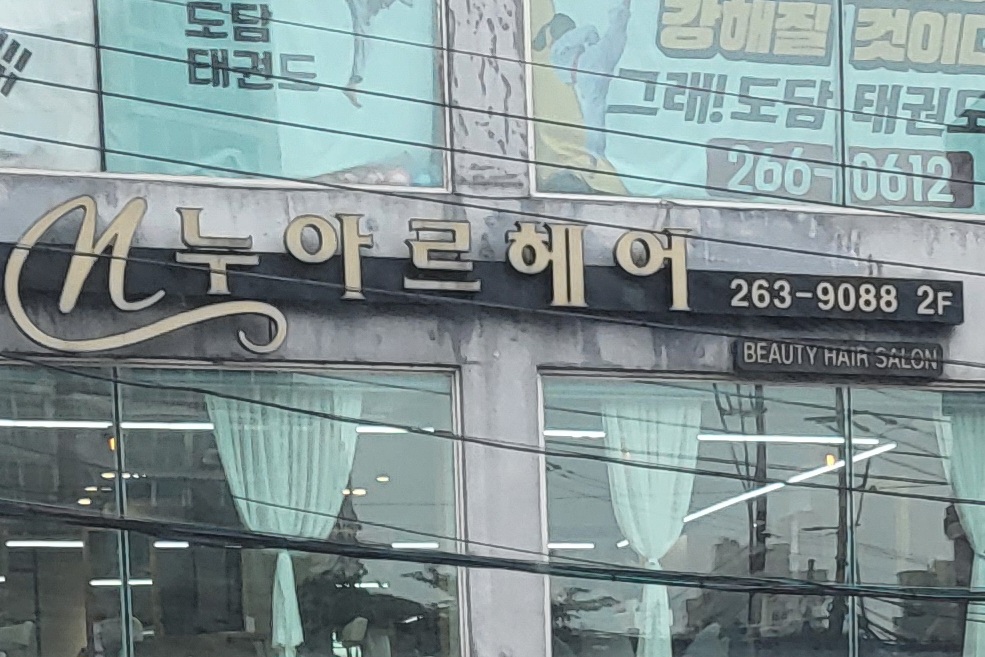 도담
태권도
강해질 것이다
그래! 도담 태권도
266-0612
n 누아르헤어
263-9088 2F
BEAUTY HAIR SALON